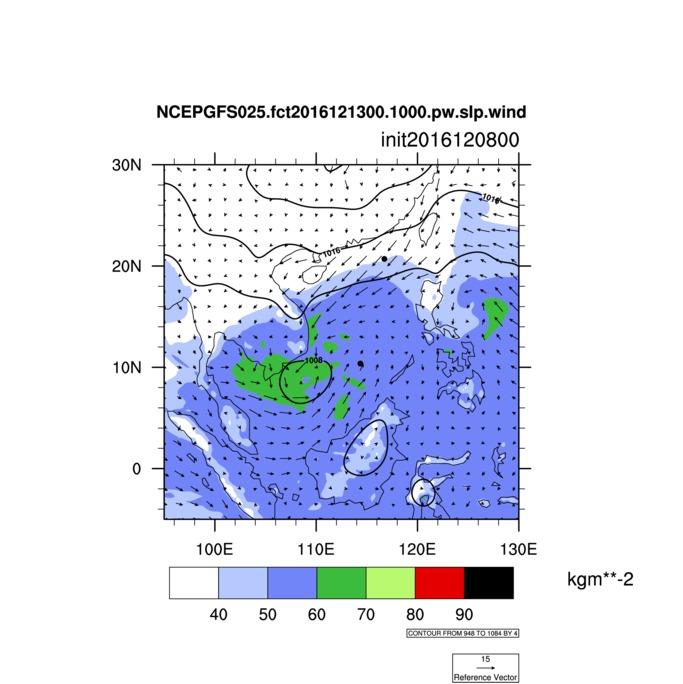 NCEPGFS025.fct2016121300.1000.pw.slp.wind
init2016120800
30N
1016
1016
20N
1008
10N
0
100E 110E 120E 130E
kgm**-2
40 50 60 70 80 90
CONTOUR FROM 948 TO 1084 BY 4
15
Reference Vector